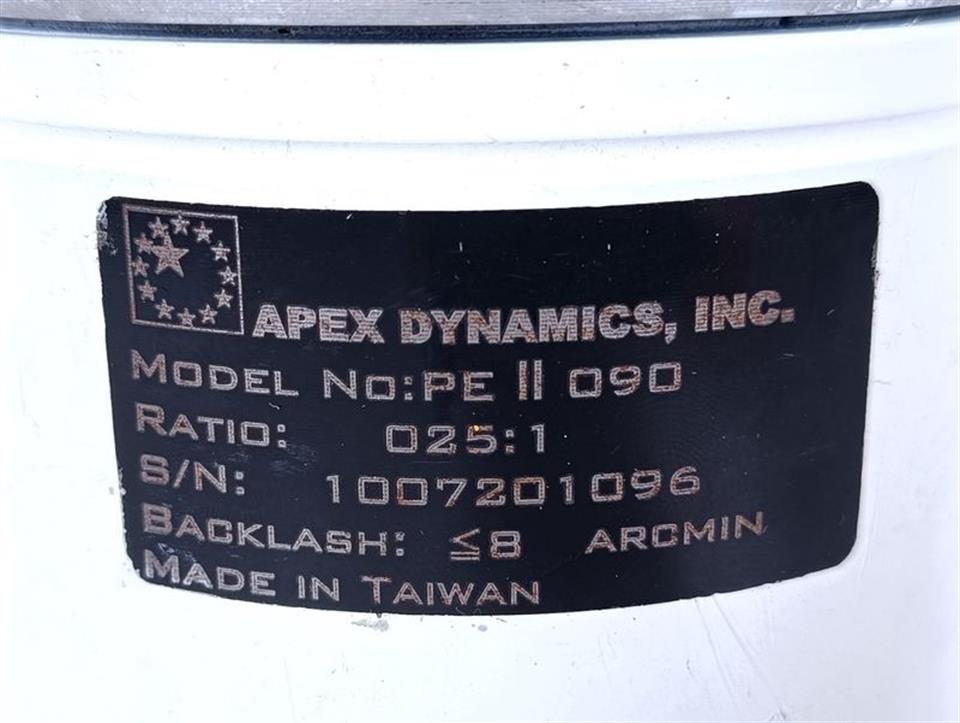 APEX DYNAMICS, INC.
MODEL NO:PE II 090
RATIO: 025:1
S/N: 1007201096
BACKLASH: ≦8 ARCMIN
MADE IN TAIWAN